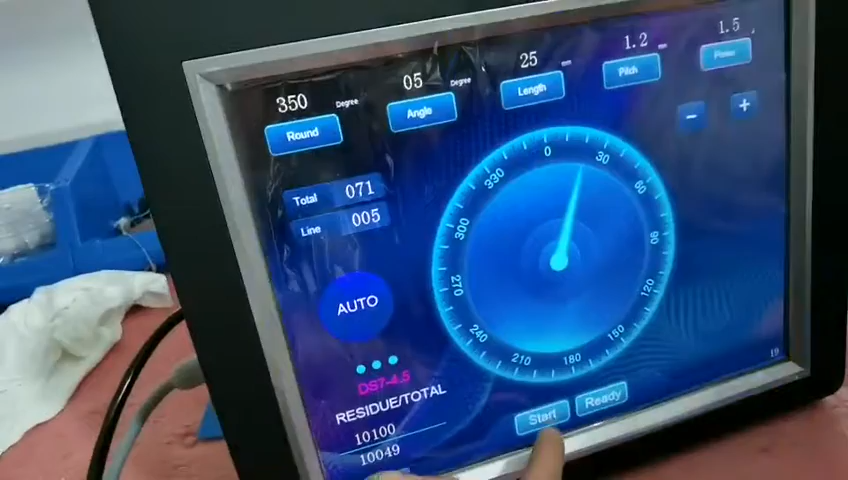 350 Degree
Round
05 Degree
Angle
25 mm
Length
1.2 mm
Pitch
1.5
Power
- +
Total 071
Line 005
AUTO
DS7-4.5
RESIDUE/TOTAL
10100
10049
0
30
60
90
120
150
180
210
240
270
300
330
Start
Ready
19